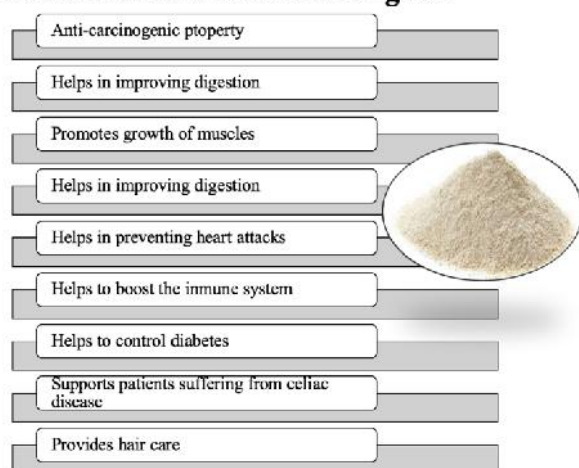 Anti-carcinogenic ptoperty
Helps in improving digestion
Promotes growth of muscles
Helps in improving digestion
Helps in preventing heart attacks
Helps to boost the inmune system
Helps to control diabetes
Supports patients suffering from celiac
disease
Provides hair care